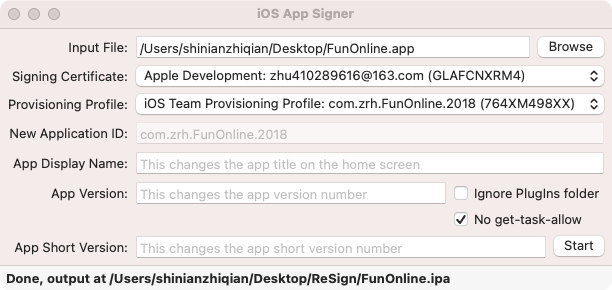 iOS App Signer
Input File: /Users/shinianzhiqian/Desktop/FunOnline.app Browse
Signing Certificate: Apple Development: zhu410289616@163.com (GLAFCNXRM4)
Provisioning Profile: iOS Team Provisioning Profile: com.zrh.FunOnline.2018 (764XM498XX)
New Application ID: com.zrh.FunOnline.2018
App Display Name: This changes the app title on the home screen
App Version: This changes the app version number Ignore PlugIns folder
No get-task-allow
App Short Version: This changes the app short version number Start
Done, output at /Users/shinianzhiqian/Desktop/ReSign/FunOnline.ipa